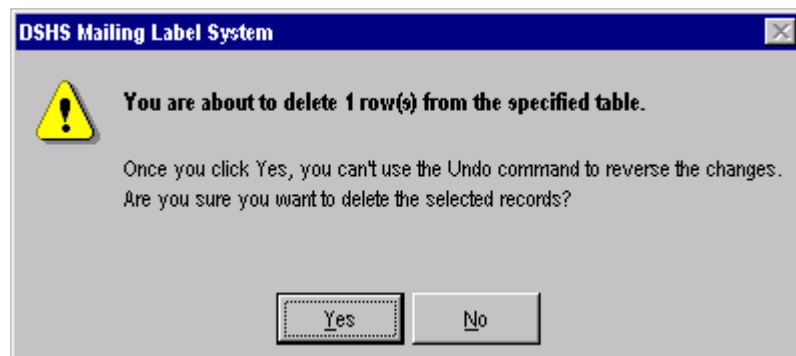 DSHS Mailing Label System
You are about to delete 1 row(s) from the specified table.
Once you click Yes, you can't use the Undo command to reverse the changes.
Are you sure you want to delete the selected records?
Yes No